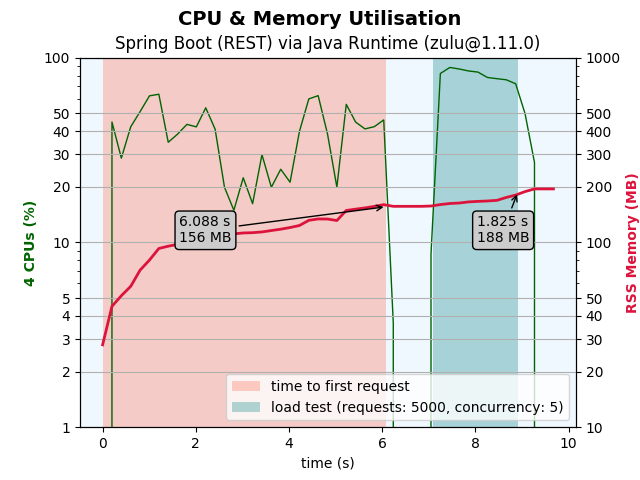 CPU & Memory Utilisation
Spring Boot (REST) via Java Runtime (zulu@1.11.0)
100
50
40
30
20
10
5
4
3
2
1
4 CPUs (%)
1000
500
400
300
200
100
50
40
30
20
10
RSS Memory (MB)
6.088 s
156 MB
1.825 s
188 MB
time to first request
load test (requests: 5000, concurrency: 5)
0
2
4
6
8
10
time (s)